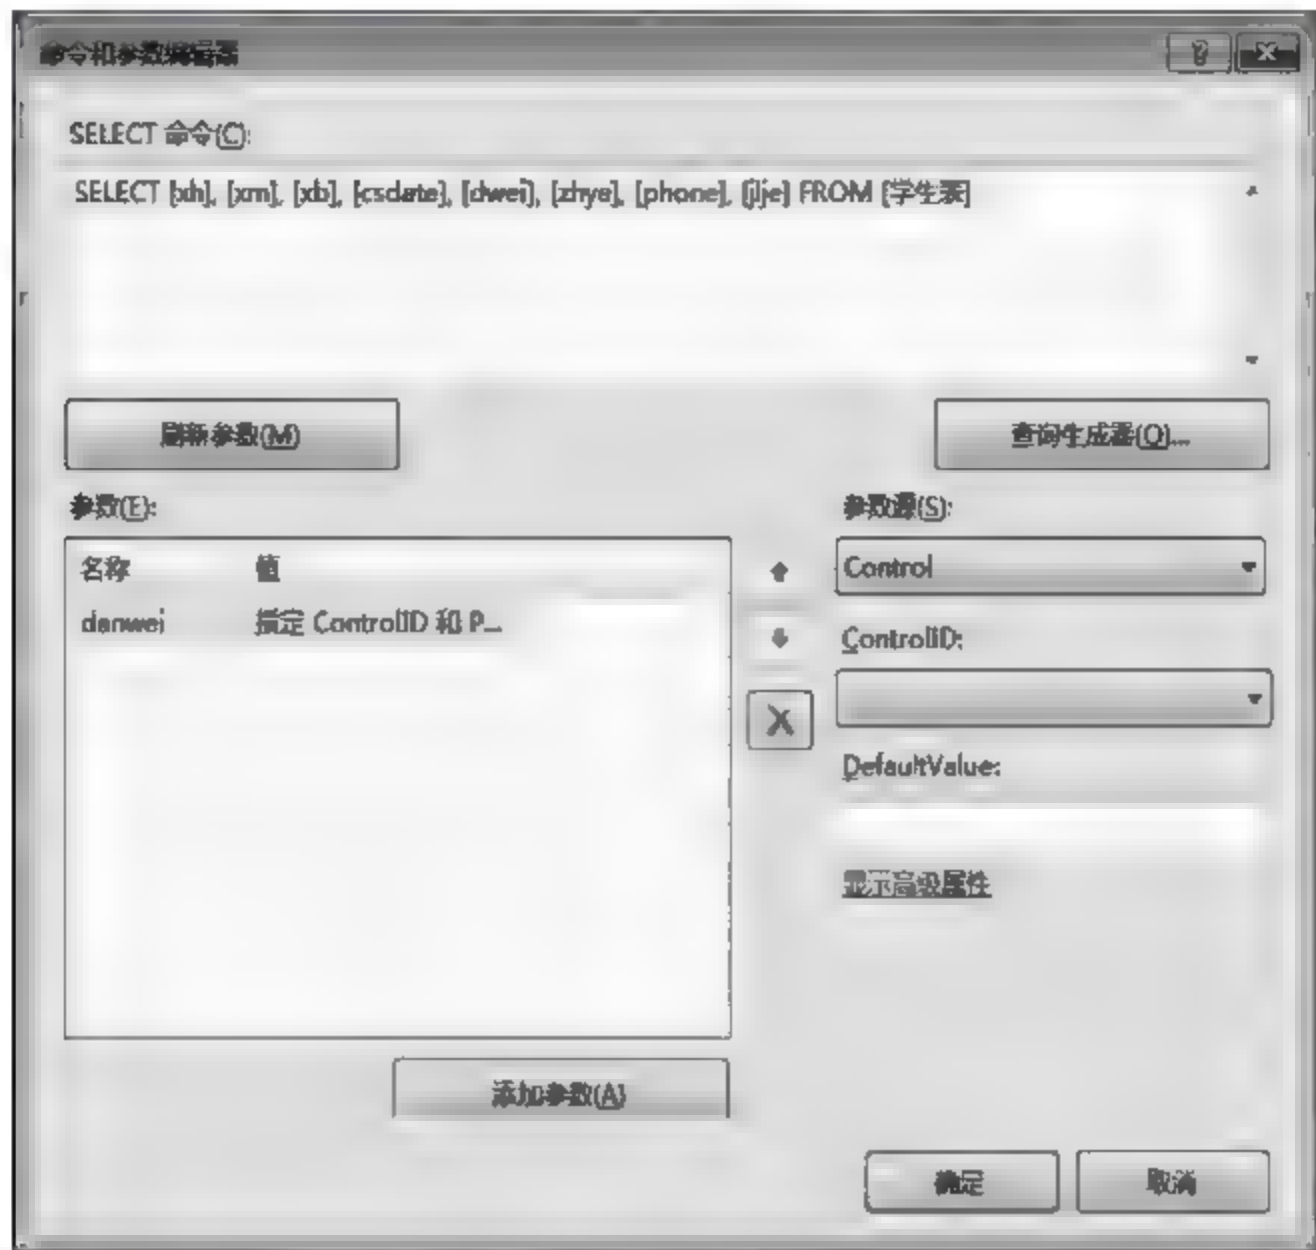 命令和参数编辑器
SELECT 命令(C):
SELECT [xh], [xm], [xb], [csdate], [dwei], [zhye], [phone], [jlje] FROM [学生表]
刷新参数(M)
查询生成器(Q)...
参数(E):
参数源(S):
名称 值
Control
danwei 指定 ControlID 和 P...
ControlID:
DefaultValue:
显示高级属性
添加参数(A)
确定
取消